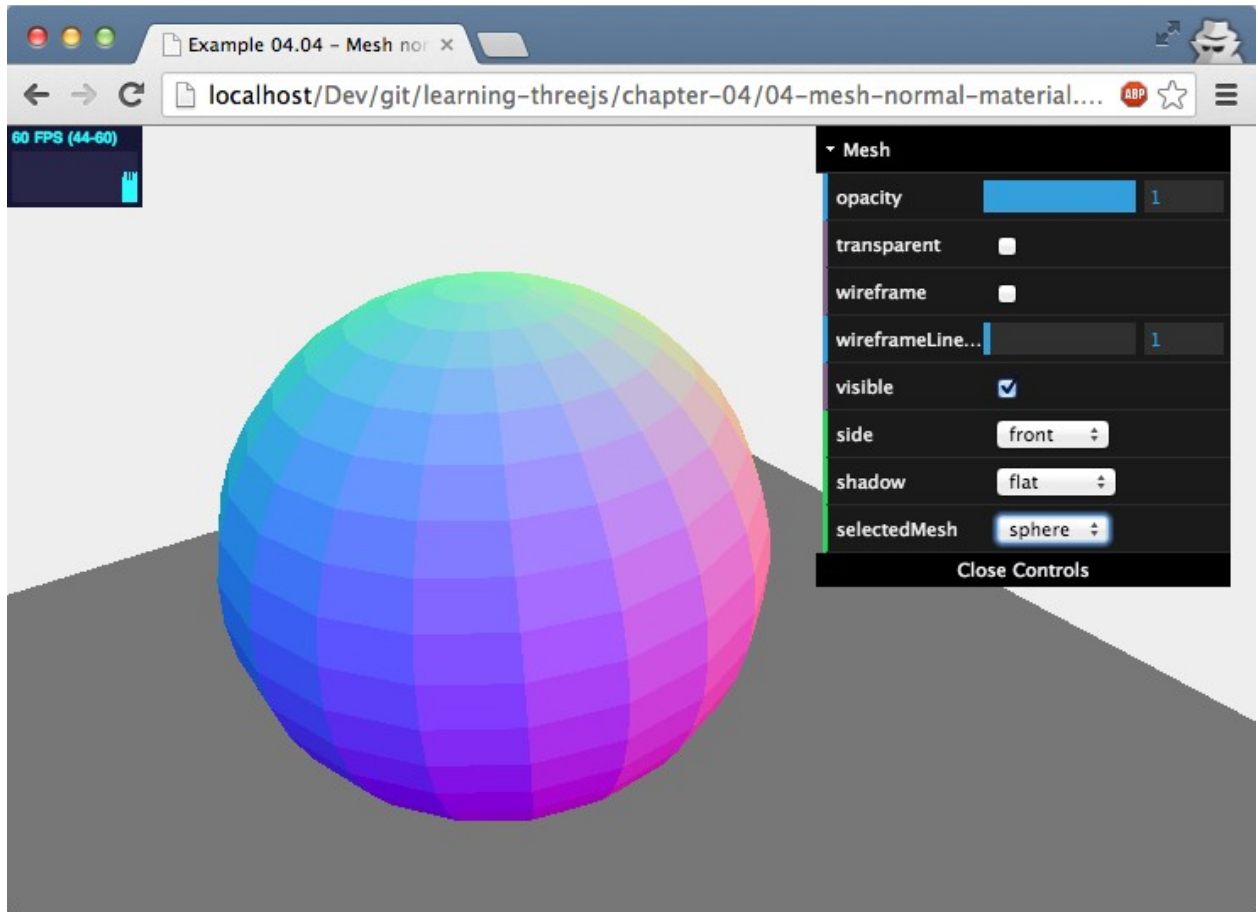 Example 04.04 – Mesh nor
localhost/Dev/git/learning-threejs/chapter-04/04-mesh-normal-material....
ABP
60 FPS (44-60)
Mesh
opacity 1
transparent
wireframe
wireframeLine... 1
visible
side front
shadow flat
selectedMesh sphere
Close Controls